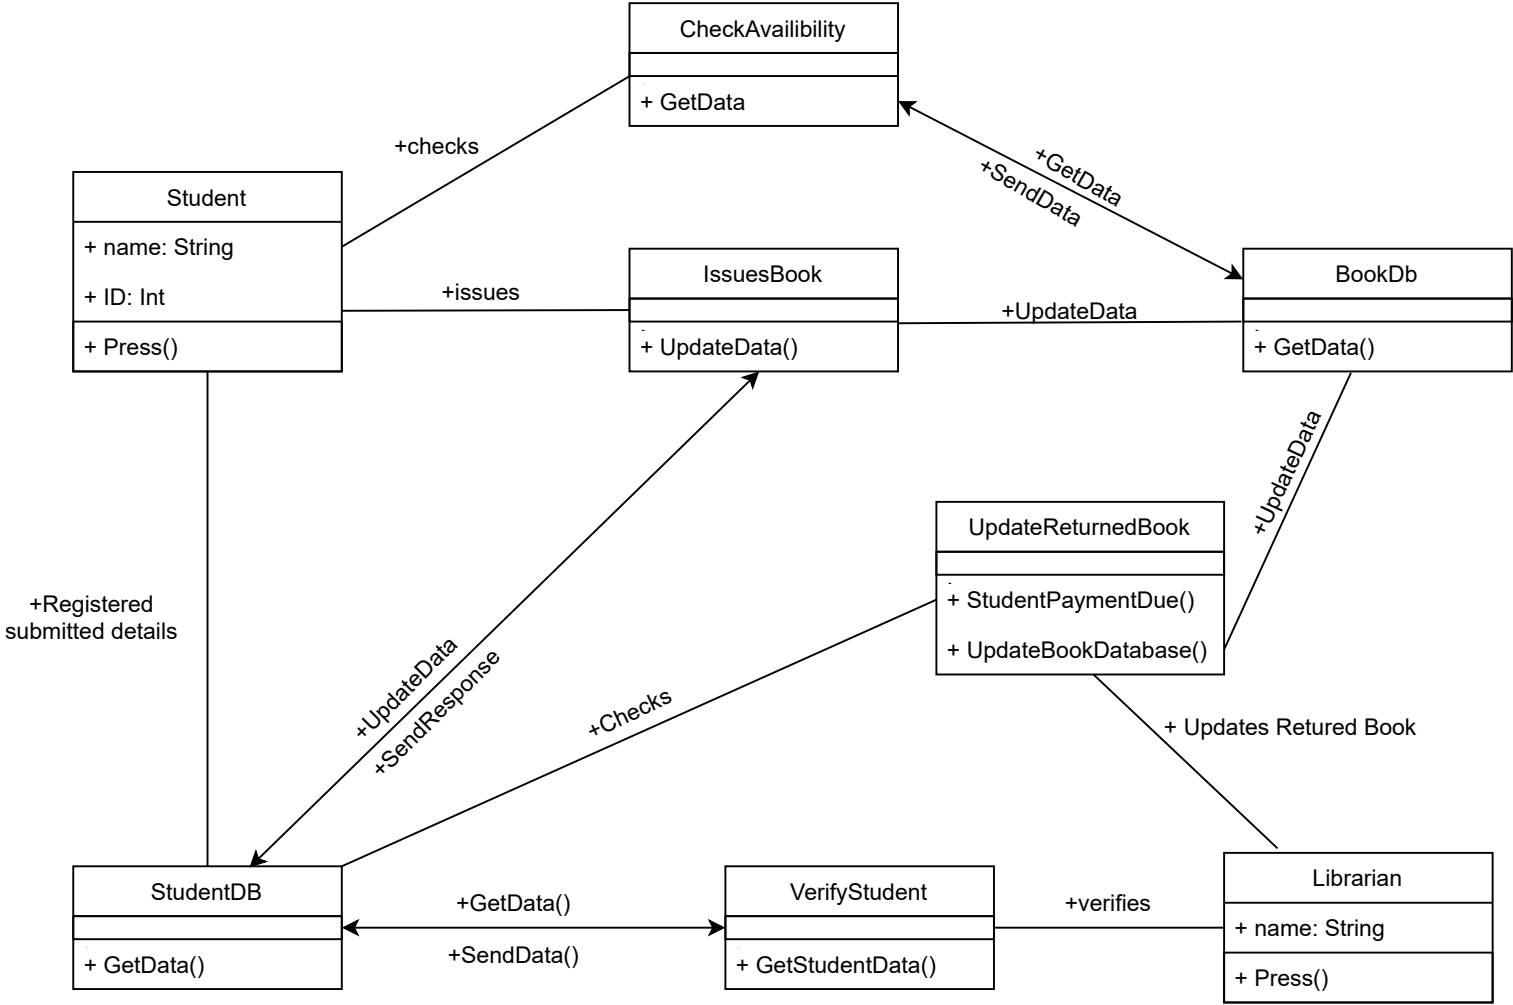 CheckAvailibility
+ GetData
+checks
+GetData
+SendData
Student
+ name: String
+ ID: Int
+ Press()
+issues
IssuesBook
+ UpdateData()
+UpdateData
BookDb
+ GetData()
+UpdateData
UpdateReturnedBook
+ StudentPaymentDue()
+ UpdateBookDatabase()
+Registered
submitted details
+UpdateData
+SendResponse
+Checks
+ Updates Retured Book
StudentDB
+ GetData()
+GetData()
+SendData()
VerifyStudent
+ GetStudentData()
+verifies
Librarian
+ name: String
+ Press()